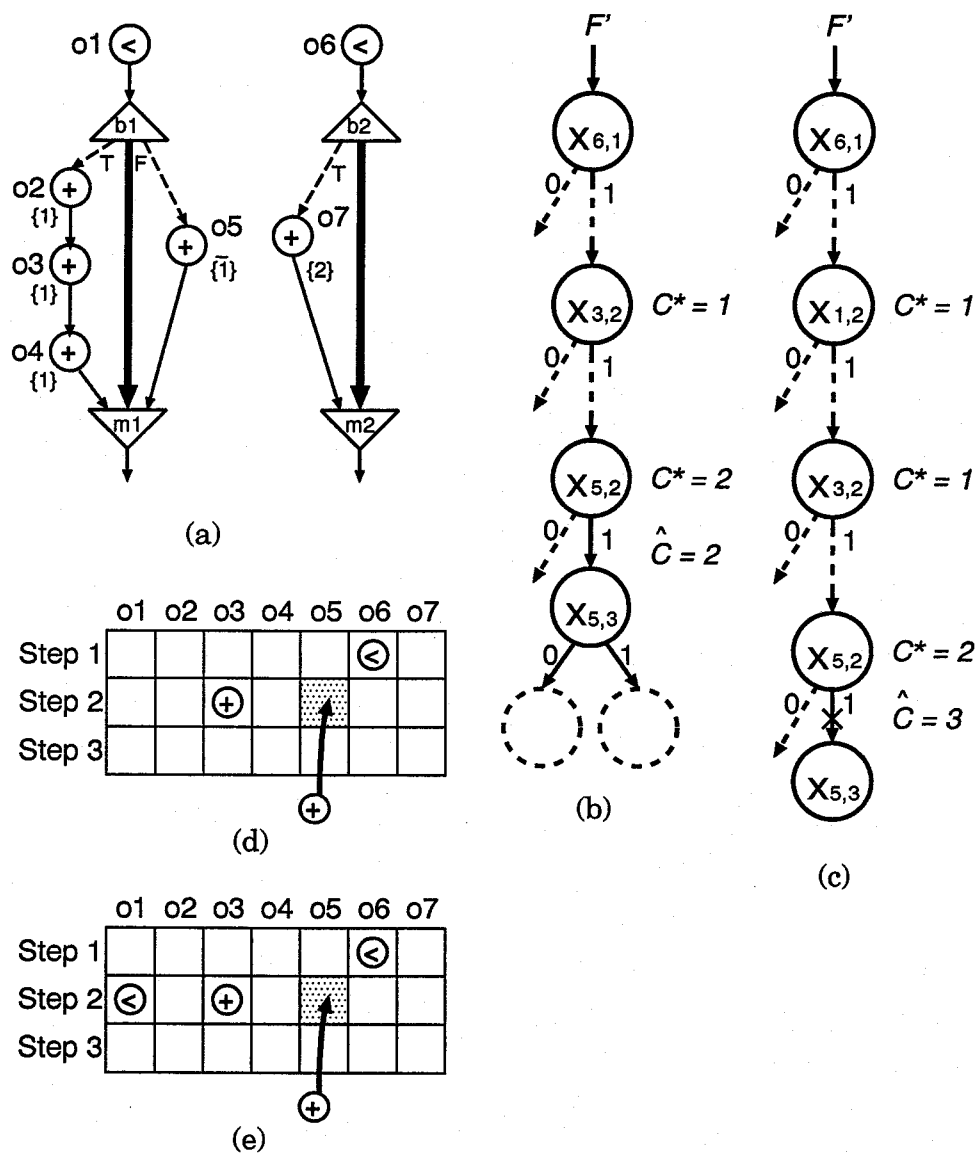 o1 <
b1
T F
o2 +
{1}
o3 +
{1}
o4 +
{1}
o5
+
{1̄}
m1
o6 <
b2
T
o7
+
{2}
m2
(a)
F'
X6,1
0 1
X3,2 C* = 1
0 1
X5,2 C* = 2
0 1 Ĉ = 2
X5,3
0 1
(b)
F'
X6,1
0 1
X1,2 C* = 1
0 1
X3,2 C* = 1
0 1
X5,2 C* = 2
0 1 Ĉ = 3
X5,3
(c)
o1 o2 o3 o4 o5 o6 o7
Step 1 <
Step 2 +
Step 3
+
(d)
o1 o2 o3 o4 o5 o6 o7
Step 1 <
Step 2 < +
Step 3
+
(e)